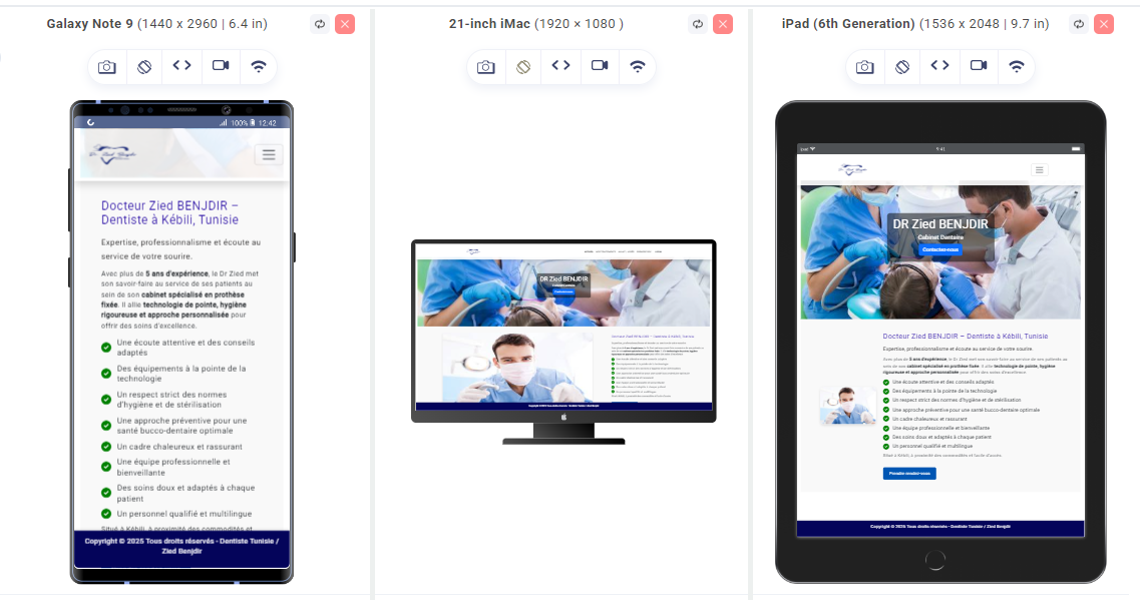 Galaxy Note 9 (1440 x 2960 | 6.4 in)
100% 12:42
Docteur Zied BENJDIR –
Dentiste à Kébili, Tunisie
Expertise, professionnalisme et écoute au
service de votre sourire.
Avec plus de 5 ans d'expérience, le Dr Zied met
son savoir-faire au service de ses patients au
sein de son cabinet spécialisé en prothèse
fixée. Il allie technologie de pointe, hygiène
rigoureuse et approche personnalisée pour
offrir des soins d'excellence.
Une écoute attentive et des conseils
adaptés
Des équipements à la pointe de la
technologie
Un respect strict des normes
d'hygiène et de stérilisation
Une approche préventive pour une
santé bucco-dentaire optimale
Un cadre chaleureux et rassurant
Une équipe professionnelle et
bienveillante
Des soins doux et adaptés à chaque
patient
Un personnel qualifié et multilingue
Situé à Kébili, à proximité des commodités et
Copyright © 2025 Tous droits réservés - Dentiste Tunisie /
Zied Benjdir
21-inch iMac (1920 × 1080 )
DR Zied BENJDIR
iPad (6th Generation) (1536 x 2048 | 9.7 in)
iPad
9:41
DR Zied BENJDIR
Cabinet Dentaire
Contactez-nous
Docteur Zied BENJDIR – Dentiste à Kébili, Tunisie
Expertise, professionnalisme et écoute au service de votre sourire.
Avec plus de 5 ans d'expérience, le Dr Zied met son savoir-faire au service de ses patients au
sein de son cabinet spécialisé en prothèse fixée. Il allie technologie de pointe, hygiène
rigoureuse et approche personnalisée pour offrir des soins d'excellence.
Une écoute attentive et des conseils adaptés
Des équipements à la pointe de la technologie
Un respect strict des normes d'hygiène et de stérilisation
Une approche préventive pour une santé bucco-dentaire optimale
Un cadre chaleureux et rassurant
Une équipe professionnelle et bienveillante
Des soins doux et adaptés à chaque patient
Un personnel qualifié et multilingue
Situé à Kébili, à proximité des commodités et facile d'accès.
Prendre rendez-vous
Copyright © 2025 Tous droits réservés - Dentiste Tunisie / Zied Benjdir